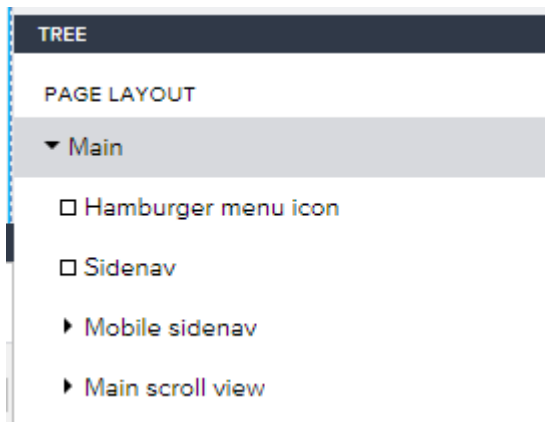 TREE
PAGE LAYOUT
Main
Hamburger menu icon
Sidenav
Mobile sidenav
Main scroll view